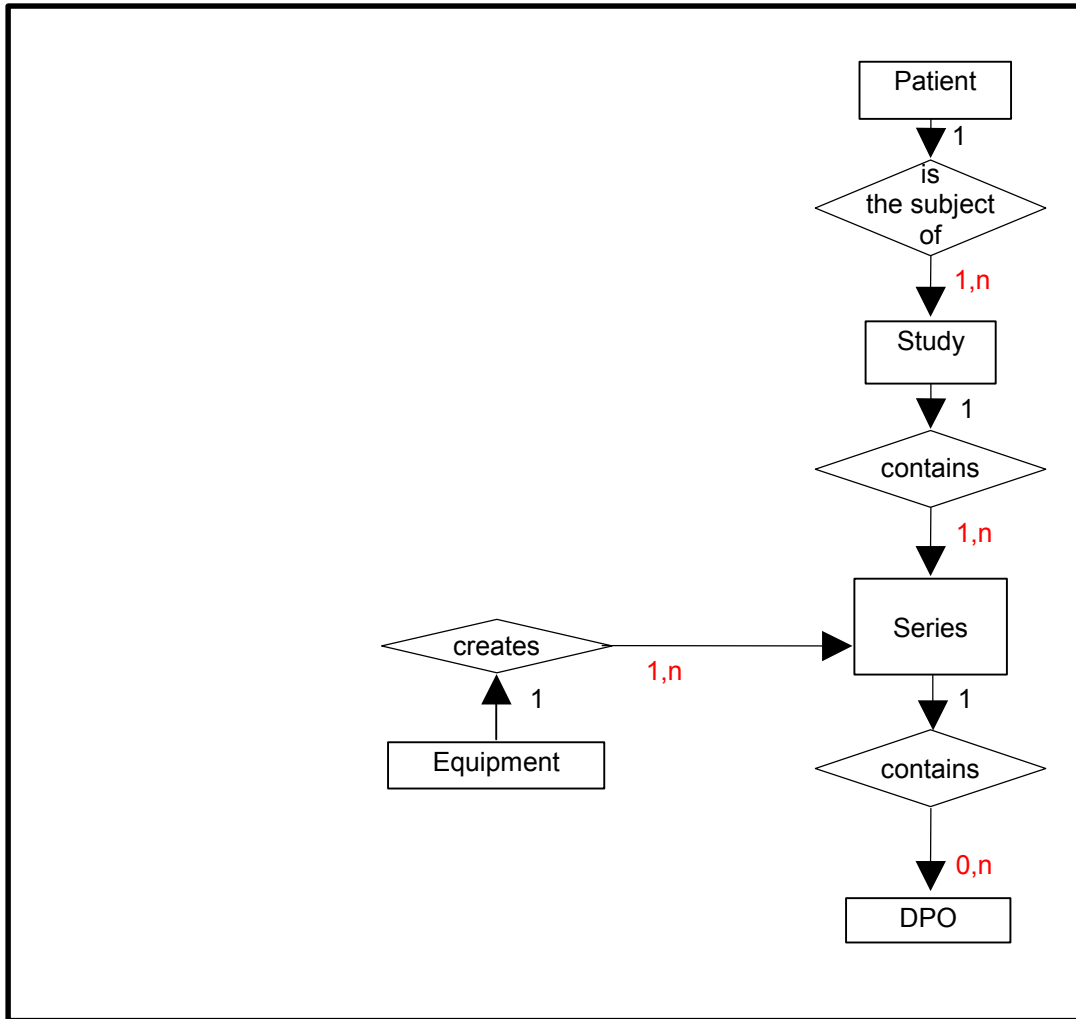 Patient
1
is
the subject
of
1,n
Study
1
contains
1,n
Series
creates
1,n
1
1
Equipment
contains
0,n
DPO